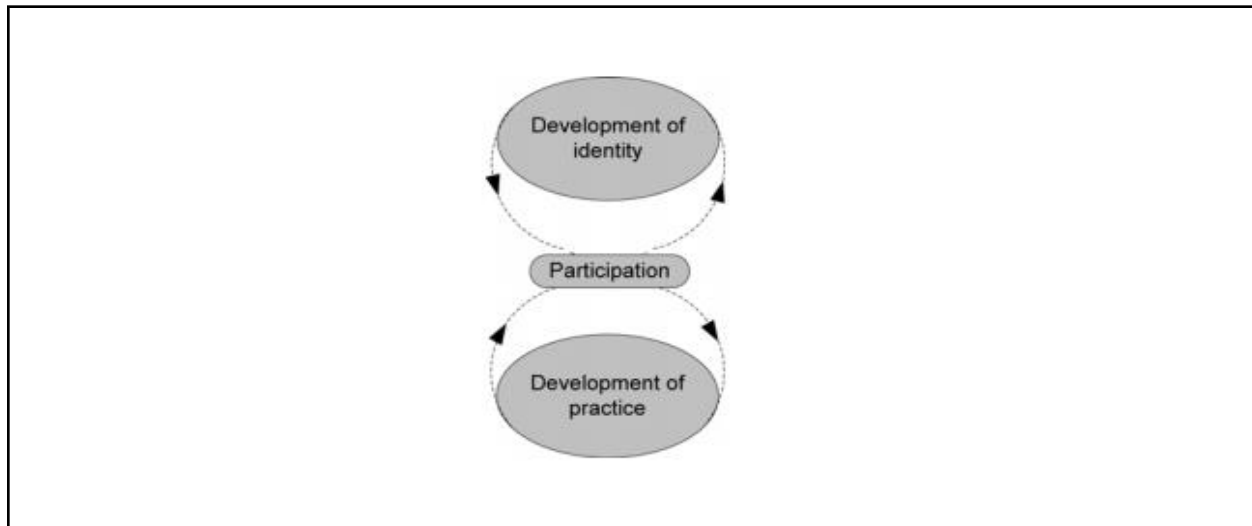 Development of
identity
Participation
Development of
practice